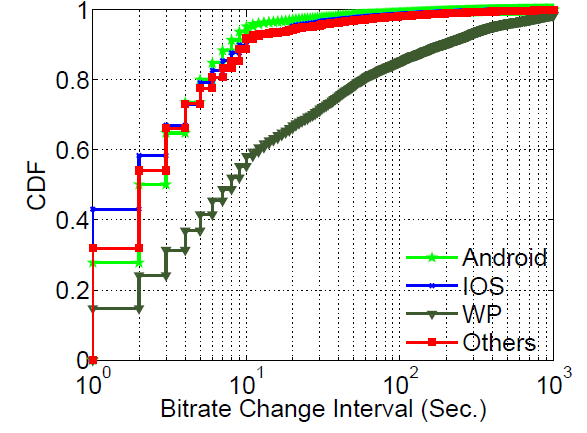 1
0.8
0.6
0.4
0.2
0
CDF
Android
IOS
WP
Others
10^0
10^1
10^2
10^3
Bitrate Change Interval (Sec.)